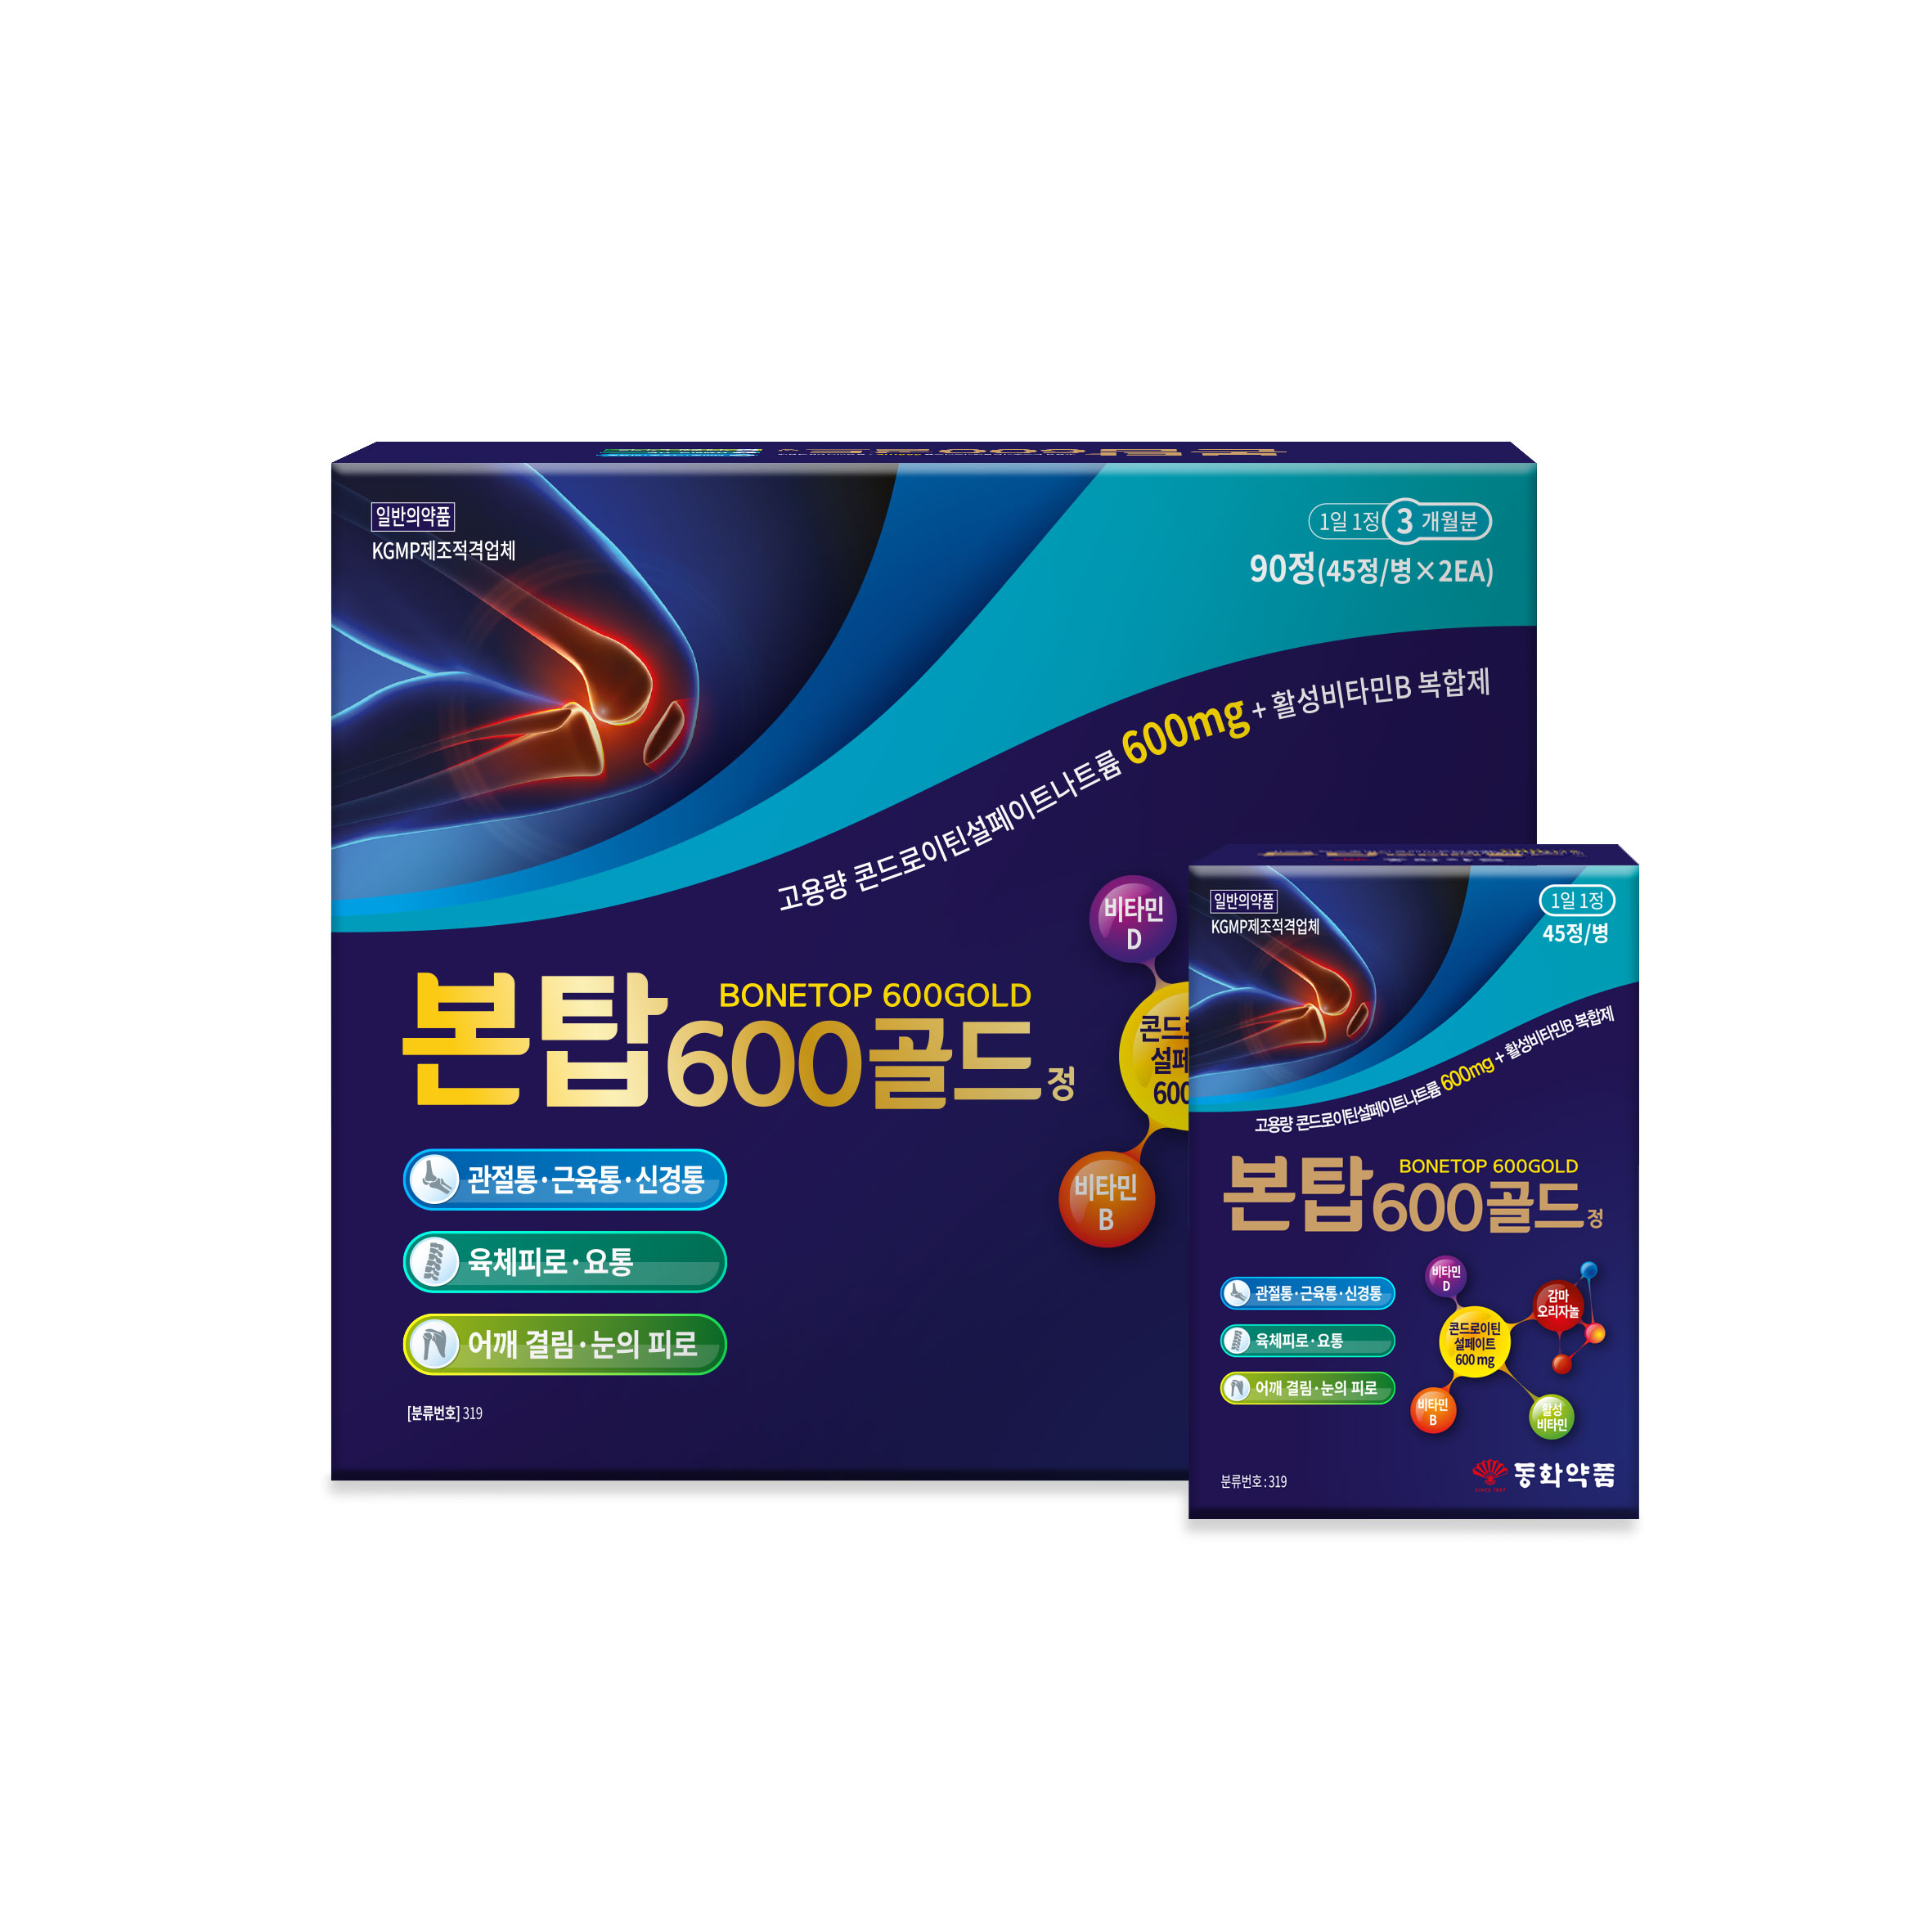 일반의약품
KGMP제조적격업체
1일 1정 3 개월분
90정(45정/병×2EA)
고용량 콘드로이틴설페이트나트륨 600mg + 활성비타민B 복합제
비타민
D
600
비타민
B
BONETOP 600GOLD
본탑600골드정
관절통·근육통·신경통
육체피로·요통
어깨 결림·눈의 피로
[분류번호] 319
일반의약품
KGMP제조적격업체
1일 1정
45정/병
고용량 콘드로이틴설페이트나트륨 600mg + 활성비타민B 복합제
BONETOP 600GOLD
본탑600골드정
관절통·근육통·신경통
육체피로·요통
어깨 결림·눈의 피로
비타민
D
감마
오리자놀
콘드로이틴
설페이트
600 mg
비타민
B
활성
비타민
분류번호 : 319
동화약품